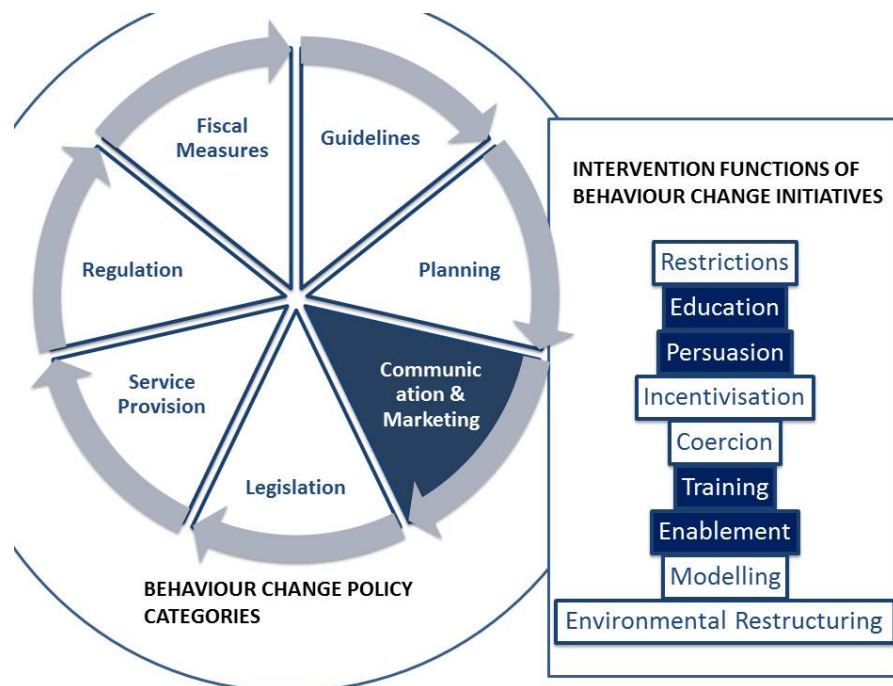 Fiscal
Measures
Guidelines
Regulation
Planning
Service
Provision
Communic
ation &
Marketing
Legislation
BEHAVIOUR CHANGE POLICY
CATEGORIES
INTERVENTION FUNCTIONS OF
BEHAVIOUR CHANGE INITIATIVES
Restrictions
Education
Persuasion
Incentivisation
Coercion
Training
Enablement
Modelling
Environmental Restructuring